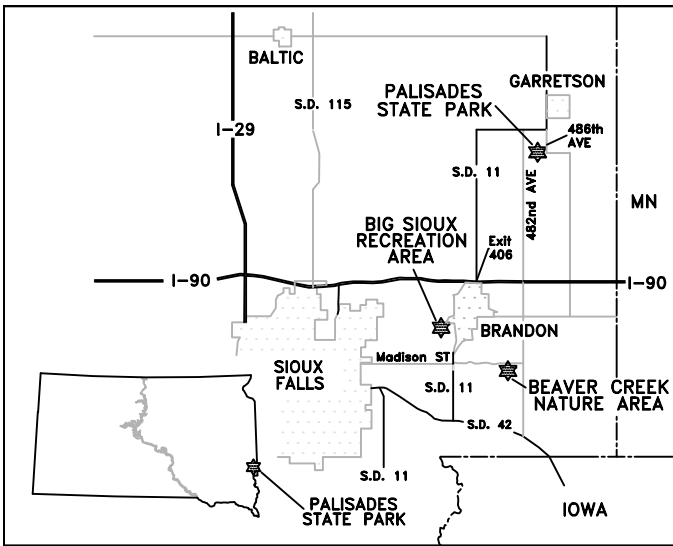 BALTIC
GARRETSON
PALISADES
STATE PARK
S.D. 115
486th
AVE
I-29
S.D. 11
482nd AVE
MN
BIG SIOUX
RECREATION
AREA
Exit
406
I-90
I-90
BRANDON
Madison ST
SIOUX
FALLS
S.D. 11
BEAVER CREEK
NATURE AREA
S.D. 42
S.D. 11
PALISADES
STATE PARK
IOWA